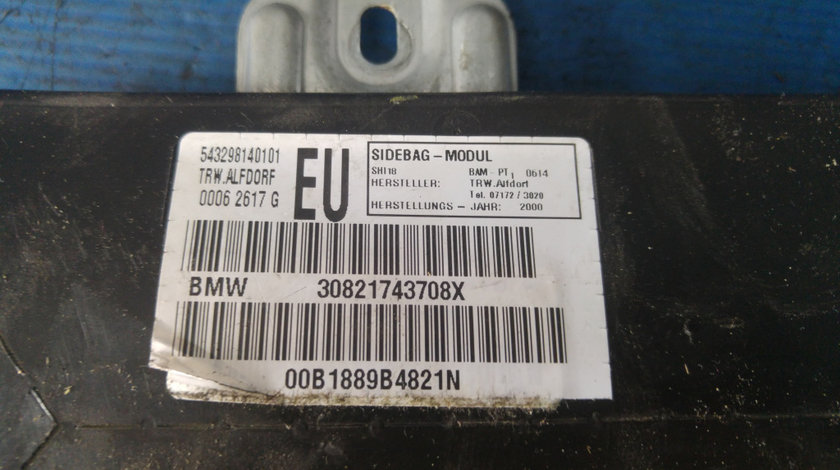 543298140101
TRW.ALFDORF
0006 2617 G
EU
SIDEBAG - MODUL
SHI18 BAM - PT1 0614
HERSTELLER: TRW.Alfdorf
Tel. 07172 / 3020
HERSTELLUNGS - JAHR: 2000
BMW 30821743708X
00B1889B4821N